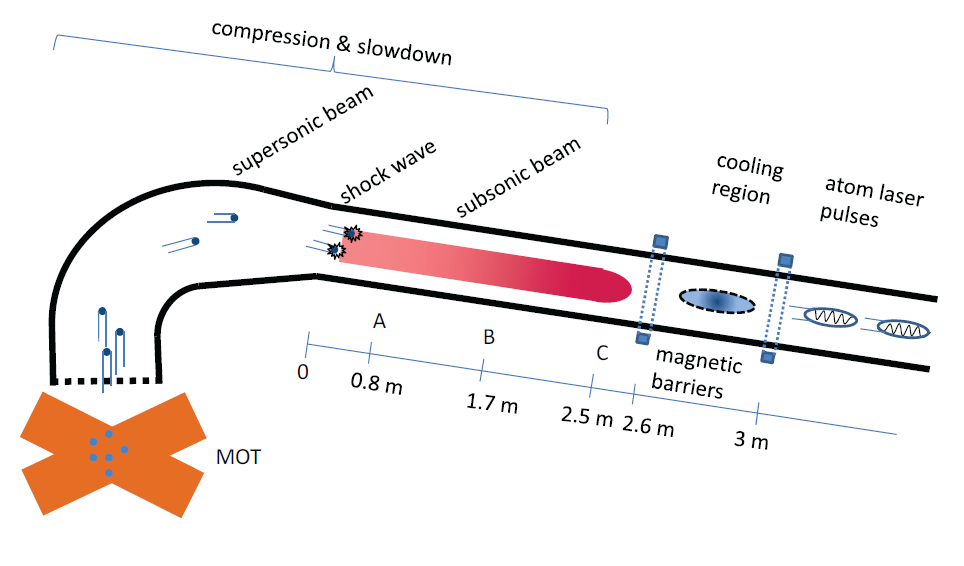 compression & slowdown
supersonic beam
shock wave
subsonic beam
cooling
region
atom laser
pulses
A
B
C
magnetic
barriers
0
0.8 m
1.7 m
2.5 m
2.6 m
3 m
MOT